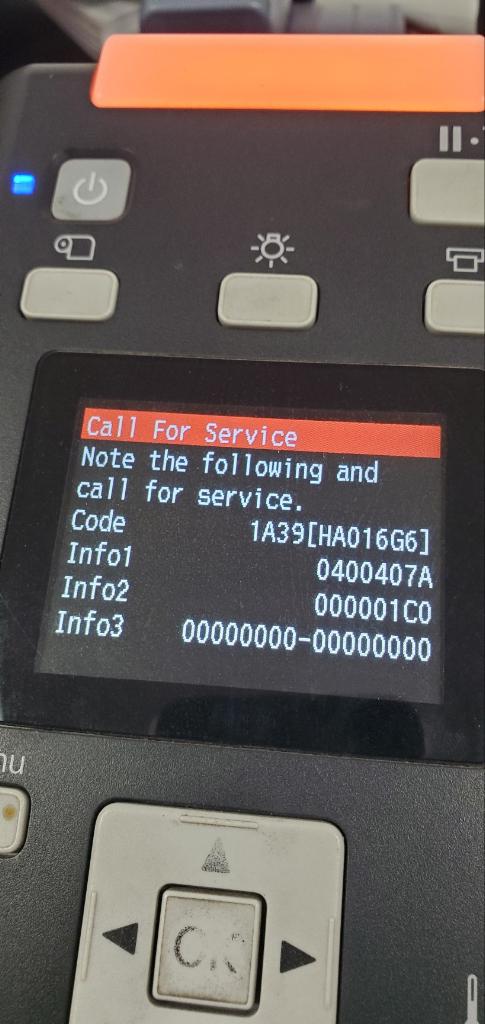 Call For Service
Note the following and
call for service.
Code 1A39[HA016G6]
Info1 0400407A
Info2 000001C0
Info3 00000000-00000000
OK